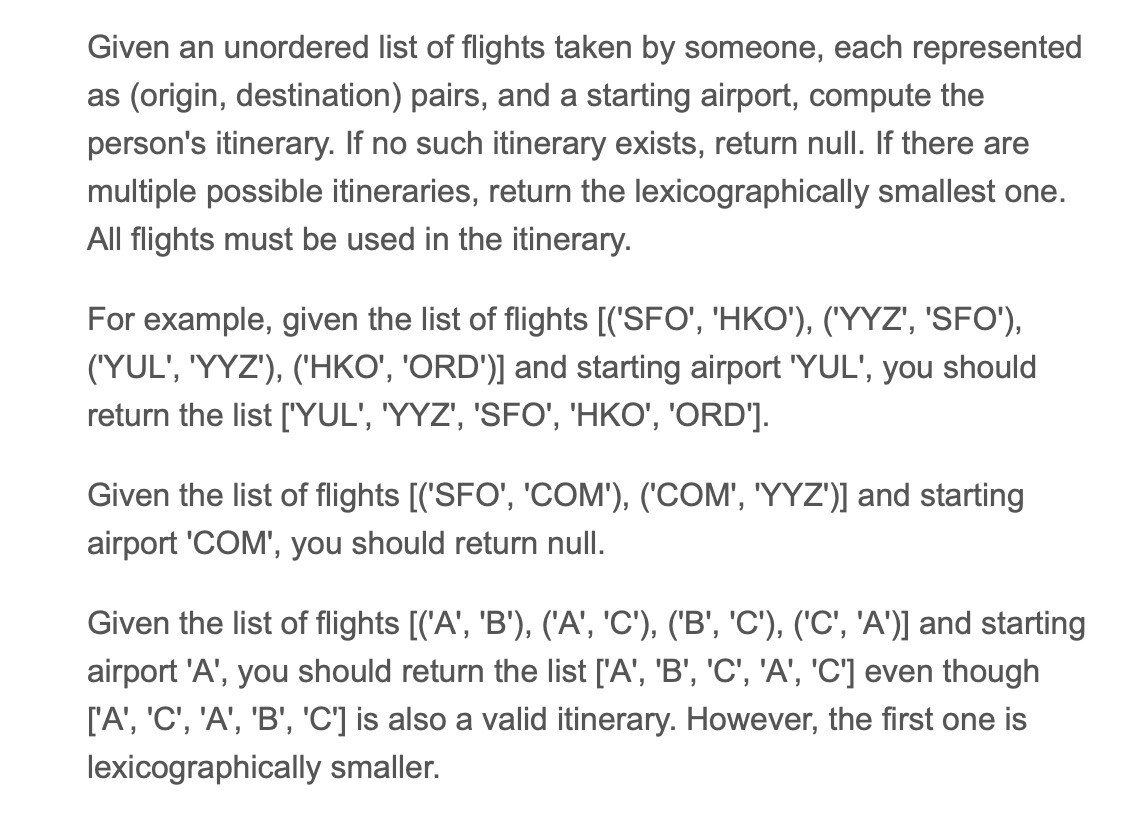 Given an unordered list of flights taken by someone, each represented
as (origin, destination) pairs, and a starting airport, compute the
person's itinerary. If no such itinerary exists, return null. If there are
multiple possible itineraries, return the lexicographically smallest one.
All flights must be used in the itinerary.
For example, given the list of flights [('SFO', 'HKO'), ('YYZ', 'SFO'),
('YUL', 'YYZ'), ('HKO', 'ORD')] and starting airport 'YUL', you should
return the list ['YUL', 'YYZ', 'SFO', 'HKO', 'ORD'].
Given the list of flights [('SFO', 'COM'), ('COM', 'YYZ')] and starting
airport 'COM', you should return null.
Given the list of flights [('A', 'B'), ('A', 'C'), ('B', 'C'), ('C', 'A')] and starting
airport 'A', you should return the list ['A', 'B', 'C', 'A', 'C'] even though
['A', 'C', 'A', 'B', 'C'] is also a valid itinerary. However, the first one is
lexicographically smaller.